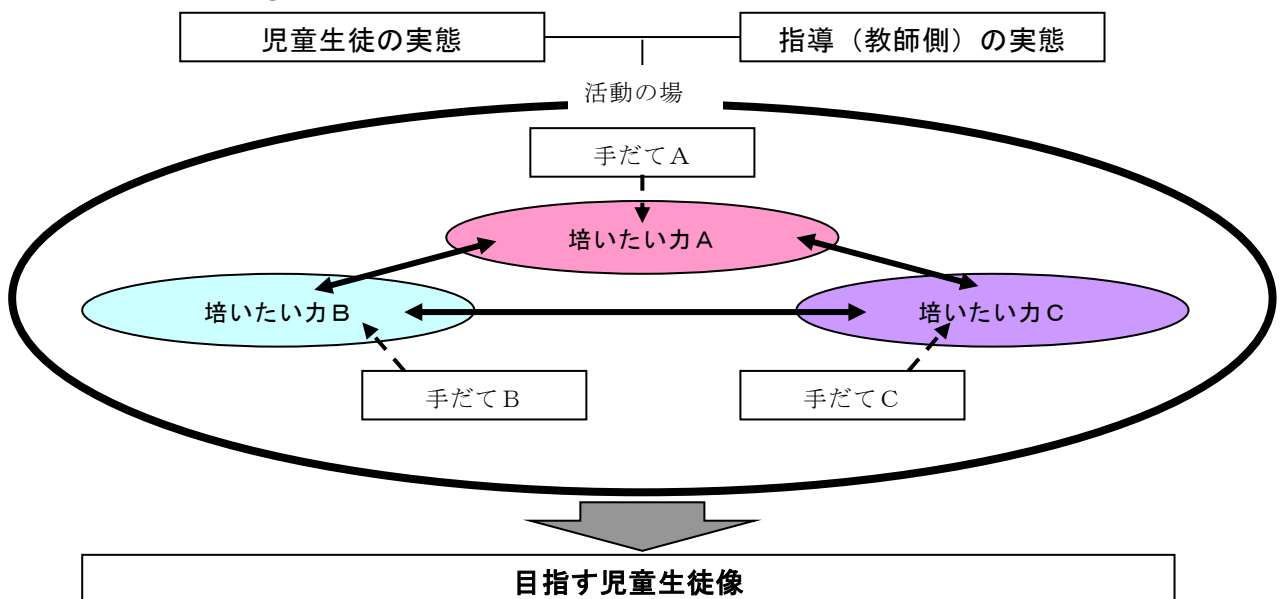 児童生徒の実態
指導（教師側）の実態
活動の場
手だてＡ
培いたい力Ａ
培いたい力Ｂ
培いたい力Ｃ
手だてＢ
手だてＣ
目指す児童生徒像